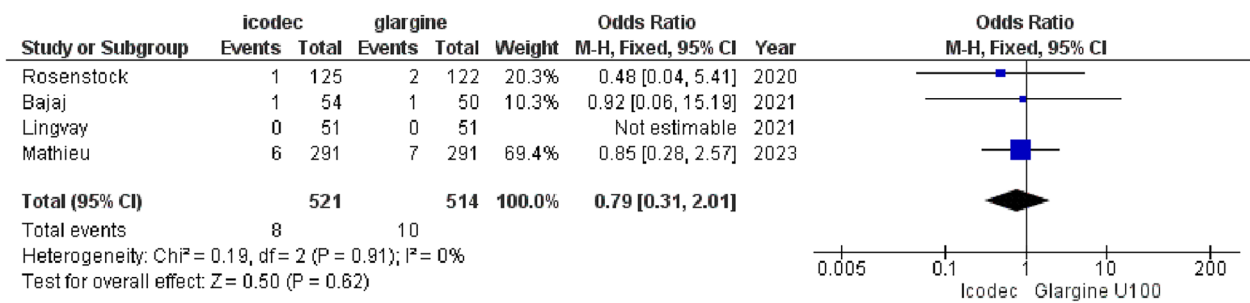 icodec glargine Odds Ratio Odds Ratio
Study or Subgroup Events Total Events Total Weight M-H, Fixed, 95% CI Year M-H, Fixed, 95% CI
Rosenstock 1 125 2 122 20.3% 0.48 [0.04, 5.41] 2020
Bajaj 1 54 1 50 10.3% 0.92 [0.06, 15.19] 2021
Lingvay 0 51 0 51 Not estimable 2021
Mathieu 6 291 7 291 69.4% 0.85 [0.28, 2.57] 2023
Total (95% CI) 521 514 100.0% 0.79 [0.31, 2.01]
Total events 8 10
Heterogeneity: Chi² = 0.19, df = 2 (P = 0.91); I² = 0%
Test for overall effect: Z = 0.50 (P = 0.62)
0.005 0.1 1 10 200
Icodec Glargine U100